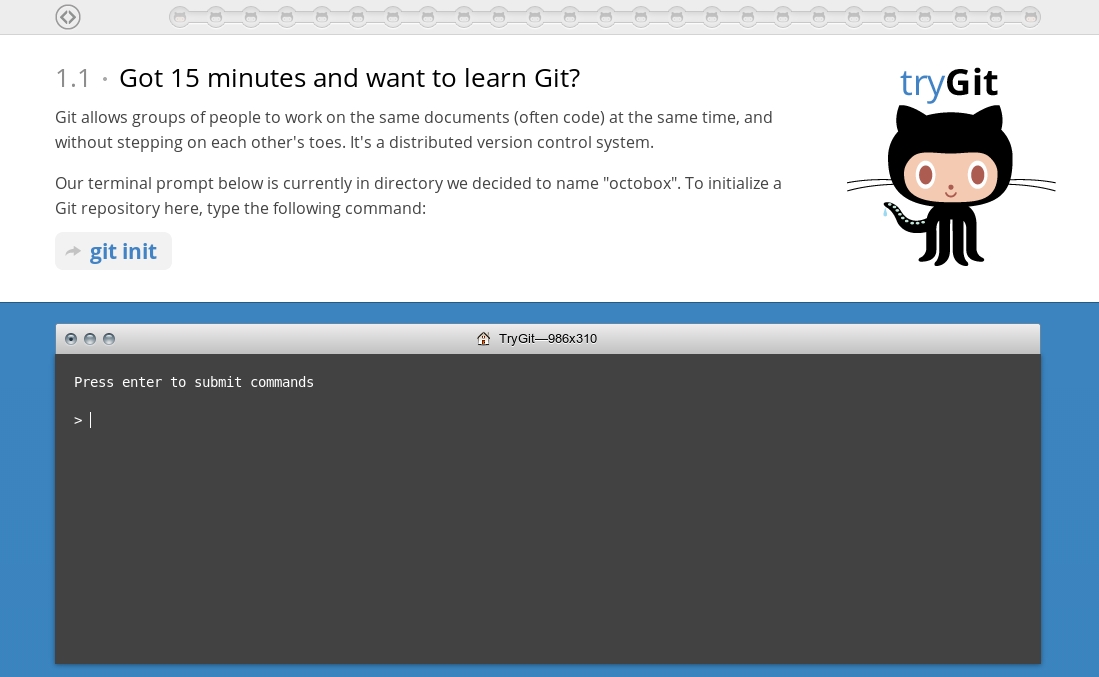 1.1 • Got 15 minutes and want to learn Git?
tryGit
Git allows groups of people to work on the same documents (often code) at the same time, and
without stepping on each other's toes. It's a distributed version control system.
Our terminal prompt below is currently in directory we decided to name "octobox". To initialize a
Git repository here, type the following command:
git init
TryGit—986x310
Press enter to submit commands
>